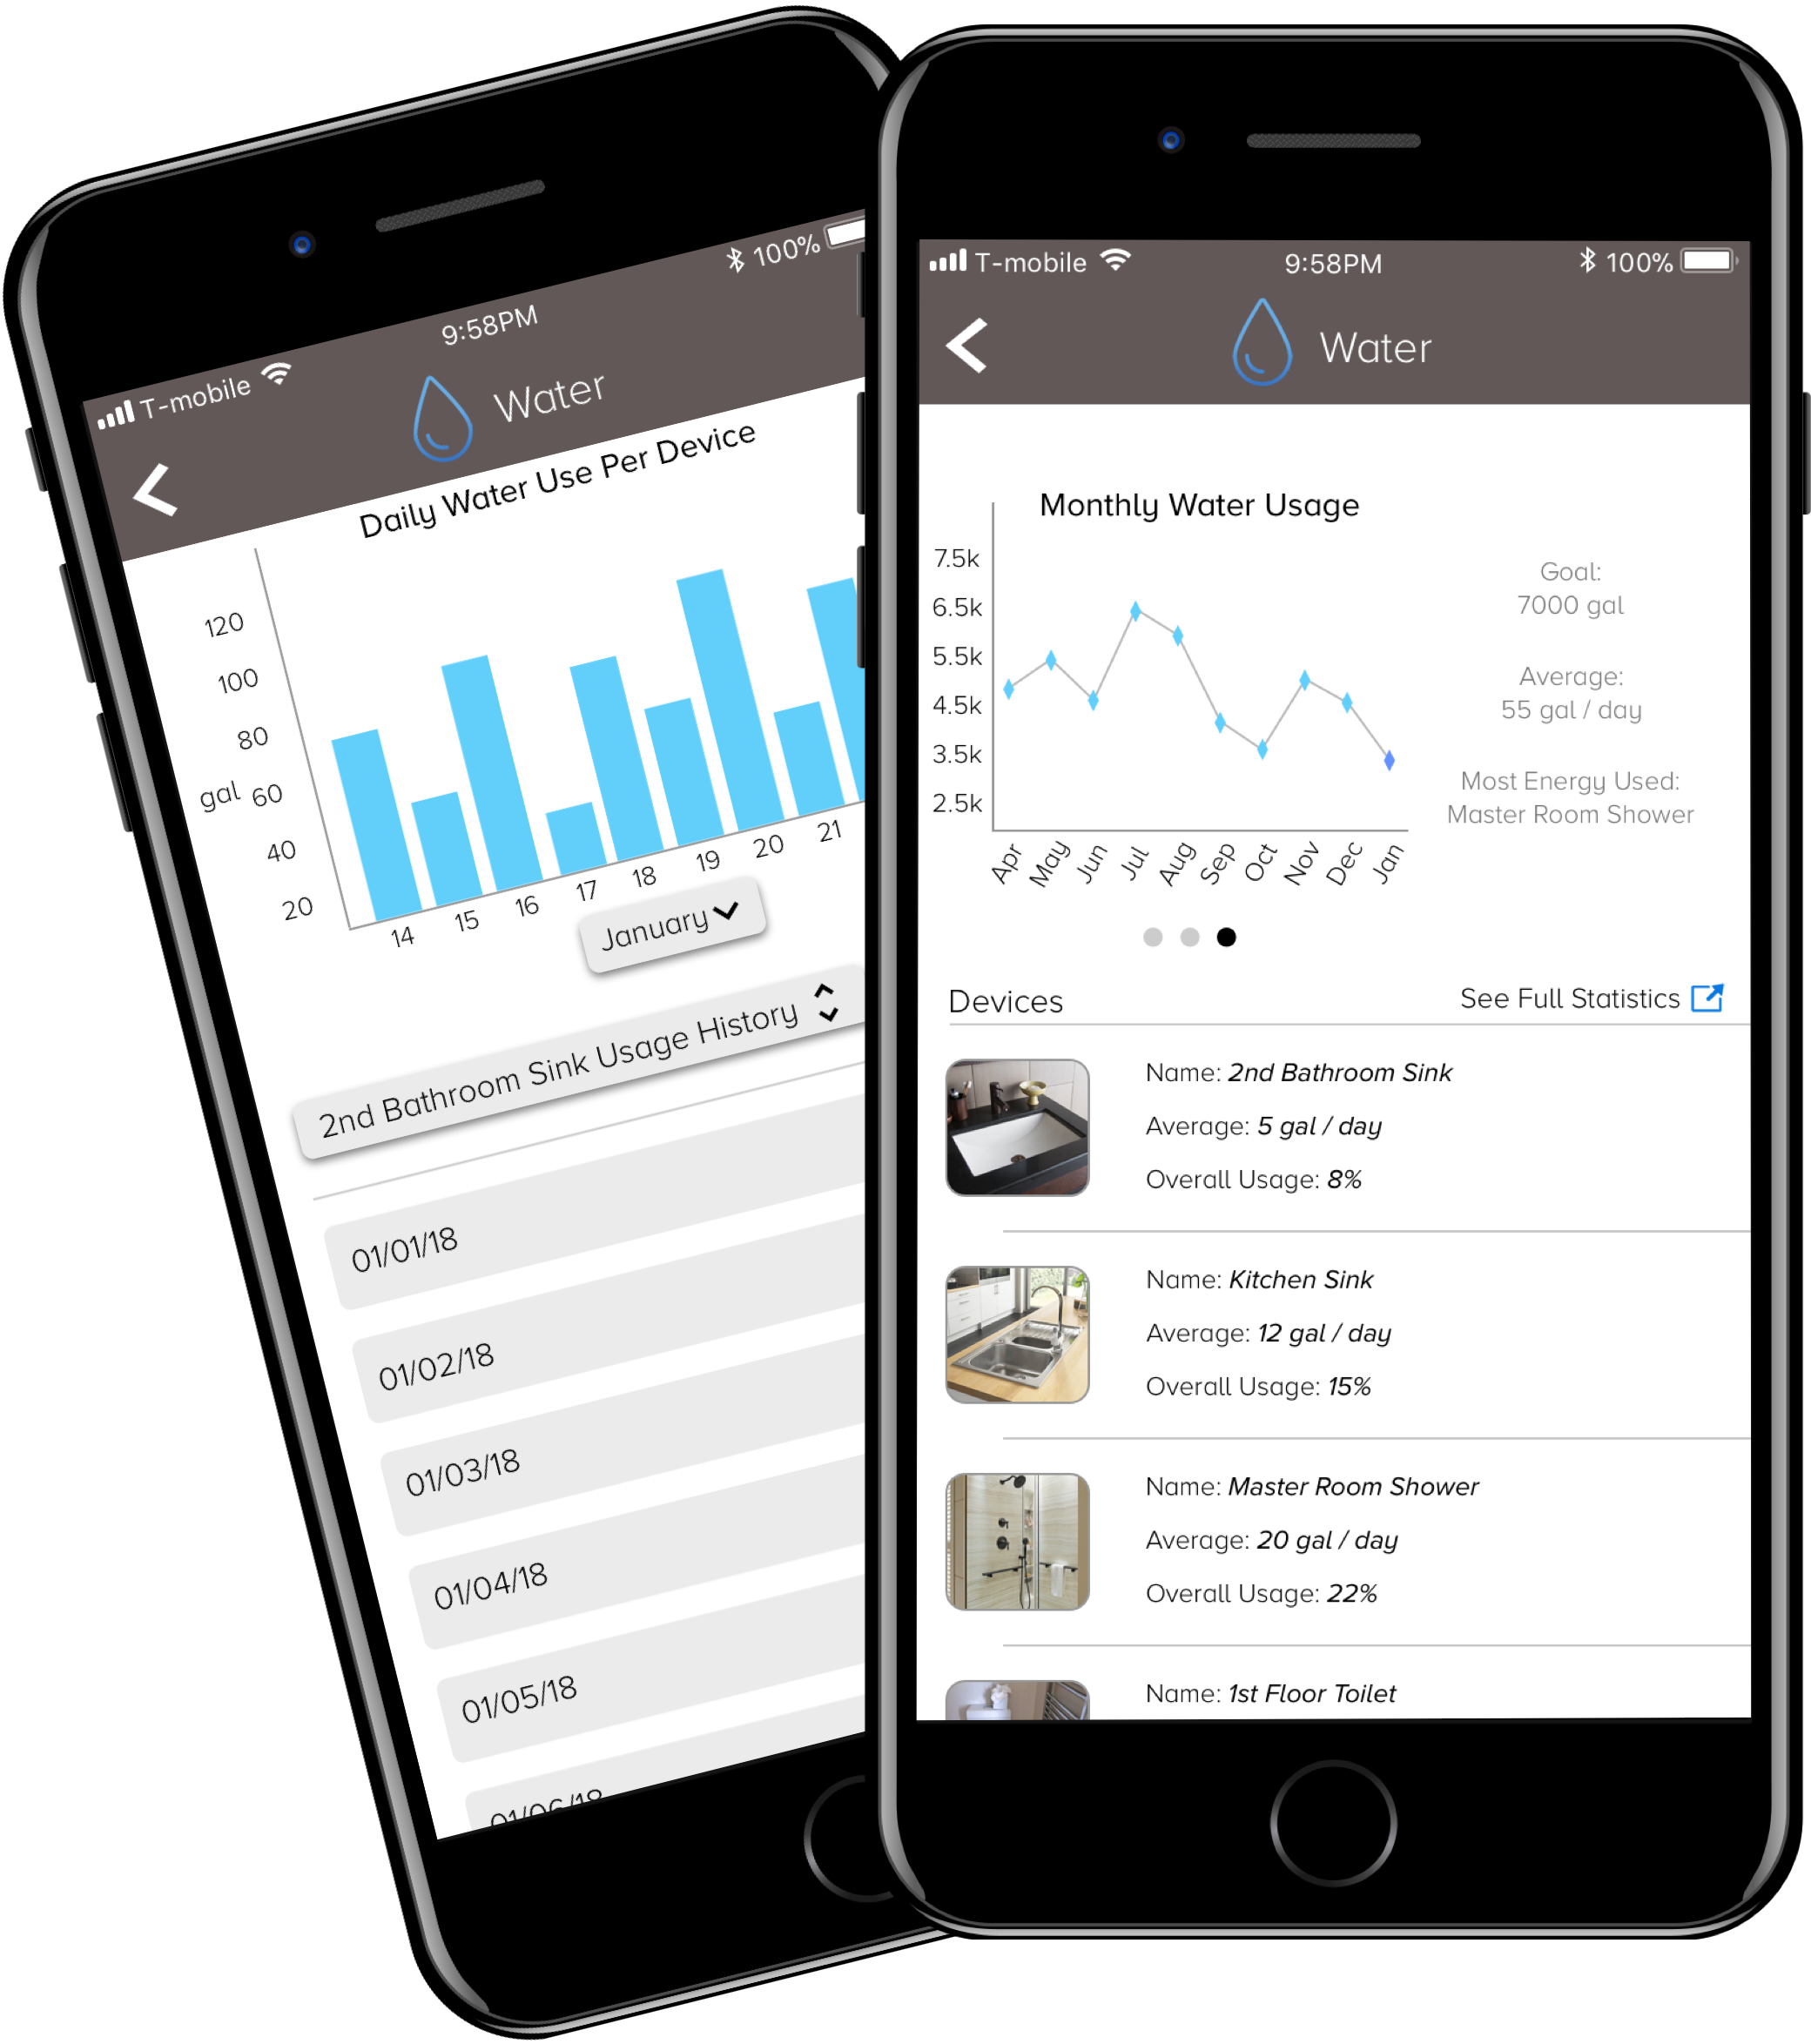 T-mobile
9:58PM
100%
Water
Daily Water Use Per Device
120
100
80
gal 60
40
20
14
15
16
17
18
19
20
21
January
2nd Bathroom Sink Usage History
01/01/18
01/02/18
01/03/18
01/04/18
01/05/18
01/06/18
T-mobile 9:58PM 100%
Water
Monthly Water Usage
7.5k
6.5k
5.5k
4.5k
3.5k
2.5k
Apr May Jun Jul Aug Sep Oct Nov Dec Jan
Goal:
7000 gal
Average:
55 gal / day
Most Energy Used:
Master Room Shower
Devices
See Full Statistics
Name: 2nd Bathroom Sink
Average: 5 gal / day
Overall Usage: 8%
Name: Kitchen Sink
Average: 12 gal / day
Overall Usage: 15%
Name: Master Room Shower
Average: 20 gal / day
Overall Usage: 22%
Name: 1st Floor Toilet